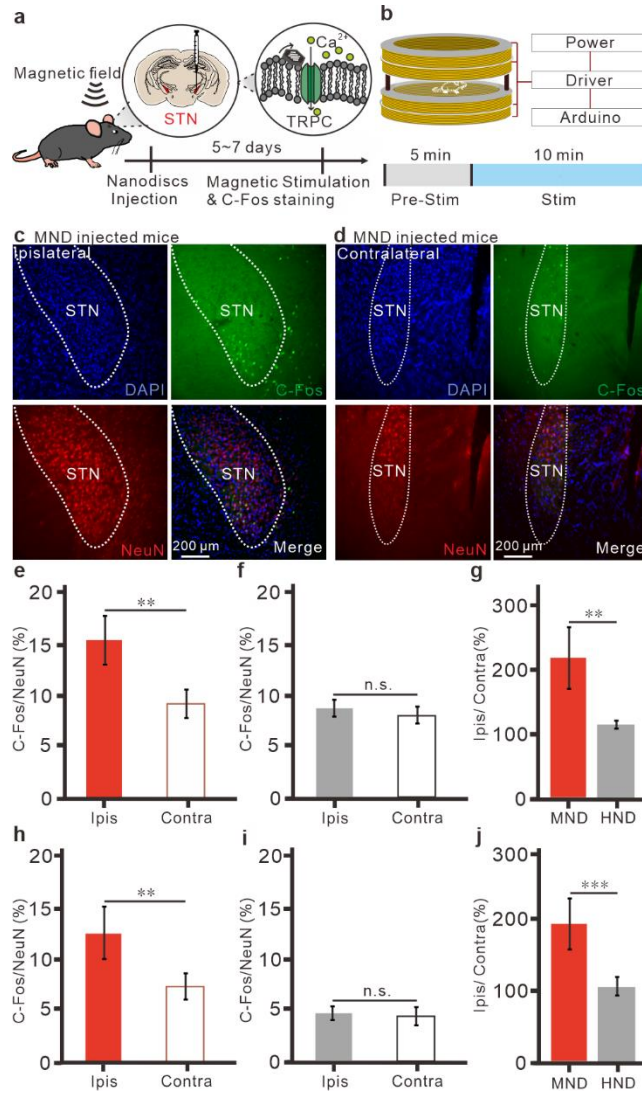 a
Magnetic field
STN
Ca2+
TRPC
5~7 days
Nanodiscs
Injection
Magnetic Stimulation
& C-Fos staining
b
Power
Driver
Arduino
5 min
10 min
Pre-Stim
Stim
c MND injected mice
Ipislateral
STN
DAPI
STN
C-Fos
STN
NeuN
STN
200 μm
Merge
d MND injected mice
Contralateral
STN
DAPI
STN
C-Fos
STN
NeuN
STN
200 μm
Merge
e
C-Fos/NeuN (%)
20
15
10
5
0
**
Ipis
Contra
f
C-Fos/NeuN (%)
20
15
10
5
0
n.s.
Ipis
Contra
g
Ipis/ Contra(%)
300
200
100
0
**
MND
HND
h
C-Fos/NeuN (%)
20
15
10
5
0
**
Ipis
Contra
i
C-Fos/NeuN (%)
20
15
10
5
0
n.s.
Ipis
Contra
j
Ipis/ Contra(%)
300
200
100
0
***
MND
HND